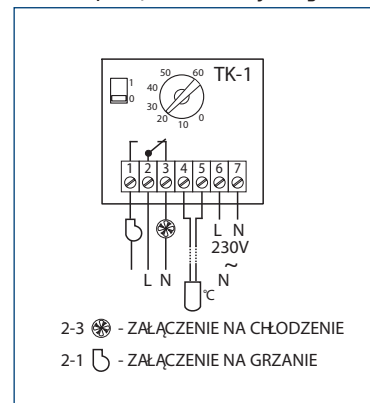 50 60 TK-1
1
40
0
30
20 10 0
1 2 3 4 5 6 7
L N
230V
~
L N N
°C
2-3 - ZAŁĄCZENIE NA CHŁODZENIE
2-1 - ZAŁĄCZENIE NA GRZANIE